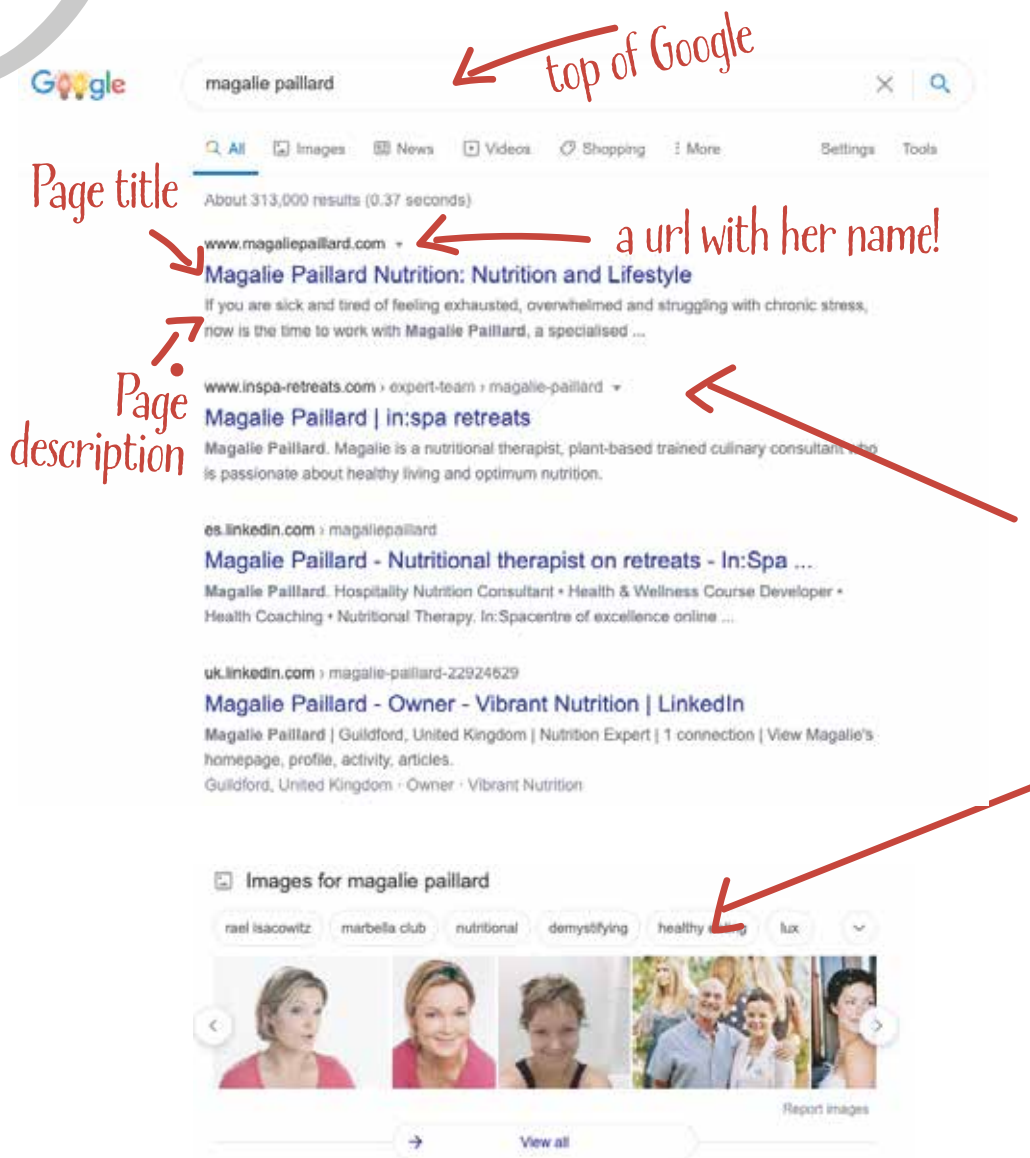 top of Google
Google
magalie paillard
All Images News Videos Shopping More Settings Tools
Page title
About 313,000 results (0.37 seconds)
www.magaliepaillard.com
a url with her name!
Magalie Paillard Nutrition: Nutrition and Lifestyle
If you are sick and tired of feeling exhausted, overwhelmed and struggling with chronic stress,
now is the time to work with Magalie Paillard, a specialised ...
Page
description
www.inspa-retreats.com › expert-team › magalie-paillard
Magalie Paillard | in:spa retreats
Magalie Paillard. Magalie is a nutritional therapist, plant-based trained culinary consultant who
is passionate about healthy living and optimum nutrition.
es.linkedin.com › magaliepaillard
Magalie Paillard - Nutritional therapist on retreats - In:Spa ...
Magalie Paillard. Hospitality Nutrition Consultant • Health & Wellness Course Developer •
Health Coaching • Nutritional Therapy. In:Spacentre of excellence online ...
uk.linkedin.com › magalie-paillard-22924629
Magalie Paillard - Owner - Vibrant Nutrition | LinkedIn
Magalie Paillard | Guildford, United Kingdom | Nutrition Expert | 1 connection | View Magalie's
homepage, profile, activity, articles.
Guildford, United Kingdom · Owner · Vibrant Nutrition
Images for magalie paillard
rael isacowitz marbella club nutritional demystifying healthy eating lux
Report images
View all